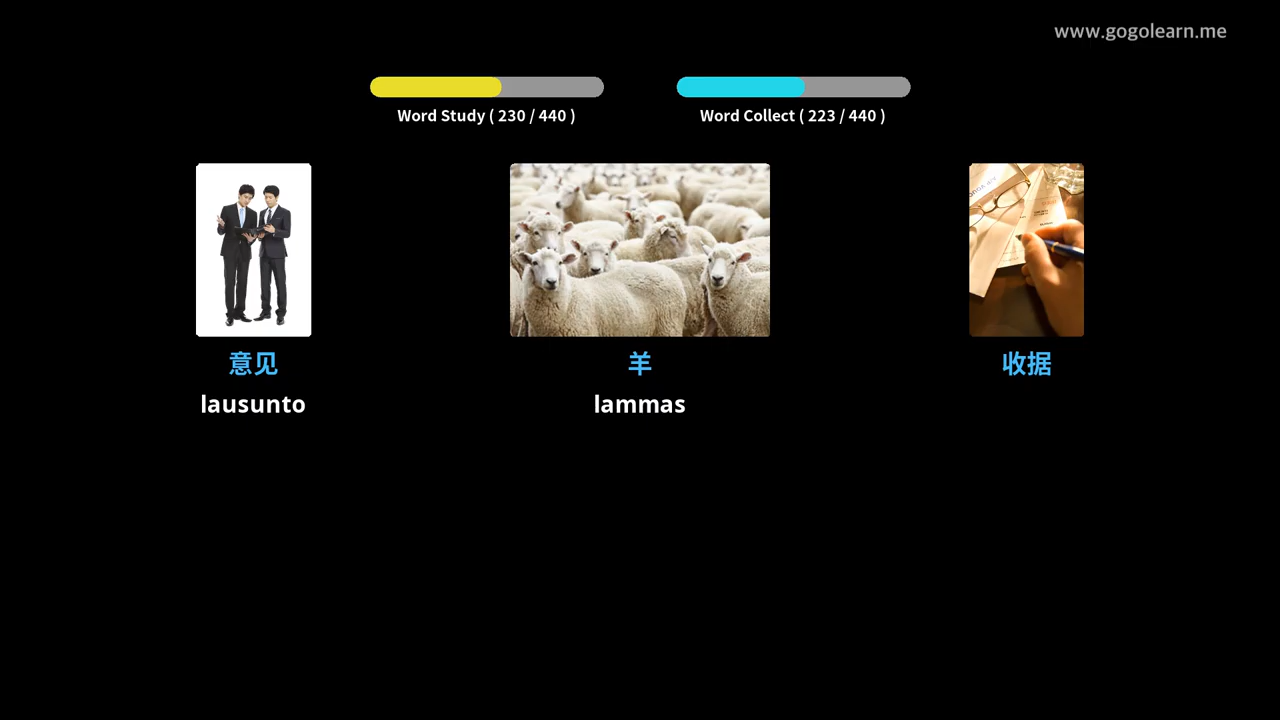 www.gogolearn.me
Word Study ( 230 / 440 )
Word Collect ( 223 / 440 )
意见
羊
收据
lausunto
lammas